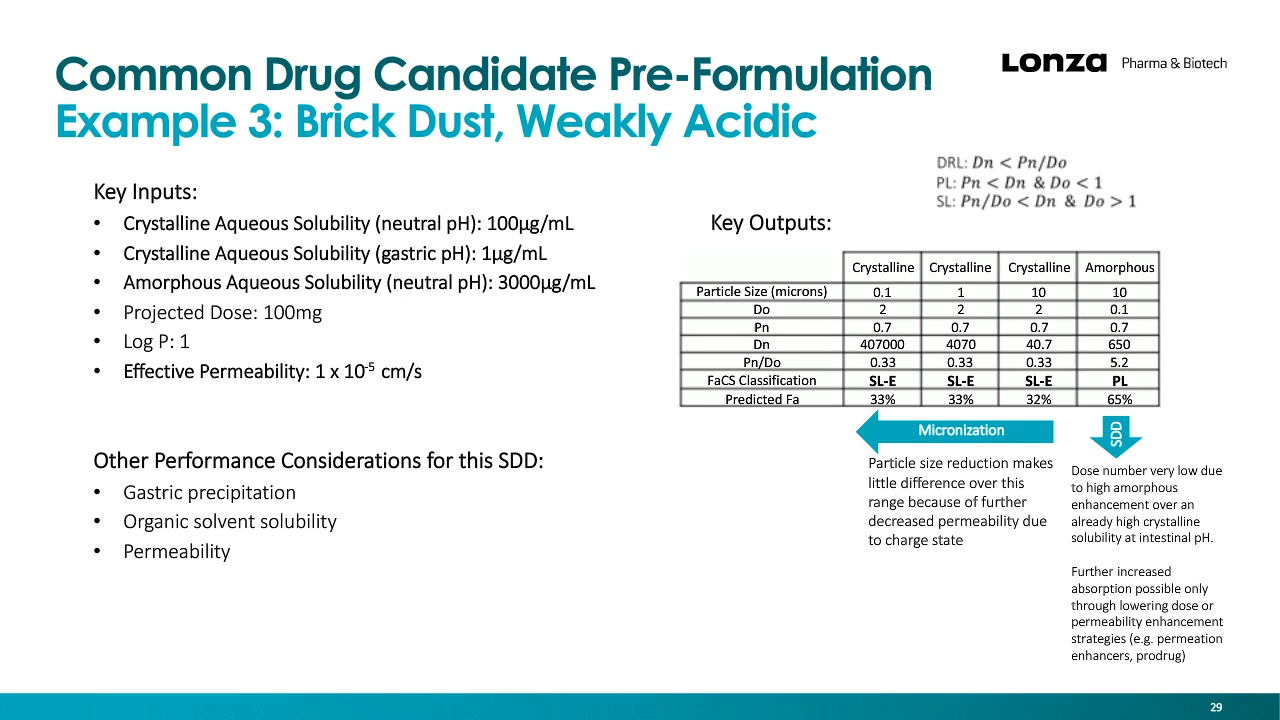 Common Drug Candidate Pre-Formulation
Example 3: Brick Dust, Weakly Acidic
Lonza Pharma & Biotech
Key Inputs:
• Crystalline Aqueous Solubility (neutral pH): 100µg/mL
• Crystalline Aqueous Solubility (gastric pH): 1µg/mL
• Amorphous Aqueous Solubility (neutral pH): 3000µg/mL
• Projected Dose: 100mg
• Log P: 1
• Effective Permeability: 1 x 10⁻⁵ cm/s
Other Performance Considerations for this SDD:
• Gastric precipitation
• Organic solvent solubility
• Permeability
DRL: Dn < Pn/Do
PL: Pn < Dn & Do < 1
SL: Pn/Do < Dn & Do > 1
Key Outputs:
Crystalline Crystalline Crystalline Amorphous
Particle Size (microns) 0.1 1 10 10
Do 2 2 2 0.1
Pn 0.7 0.7 0.7 0.7
Dn 407000 4070 40.7 650
Pn/Do 0.33 0.33 0.33 5.2
FaCS Classification SL-E SL-E SL-E PL
Predicted Fa 33% 33% 32% 65%
Micronization
Particle size reduction makes
little difference over this
range because of further
decreased permeability due
to charge state
SDD
Dose number very low due
to high amorphous
enhancement over an
already high crystalline
solubility at intestinal pH.
Further increased
absorption possible only
through lowering dose or
permeability enhancement
strategies (e.g. permeation
enhancers, prodrug)
29